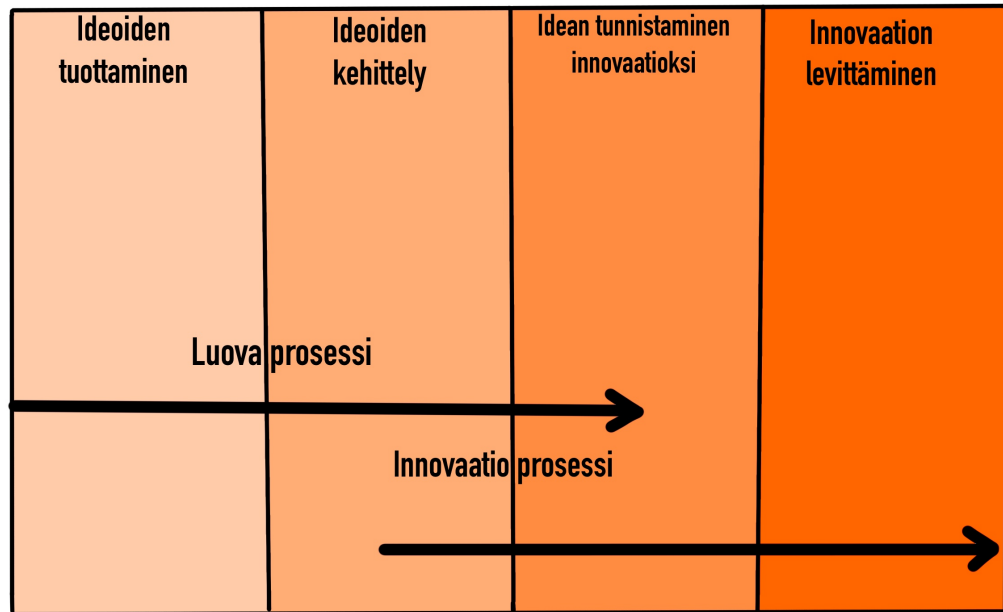 Ideoiden
tuottaminen
Ideoiden
kehittely
Idean tunnistaminen
innovaatioksi
Innovaation
levittäminen
Luova prosessi
Innovaatio prosessi